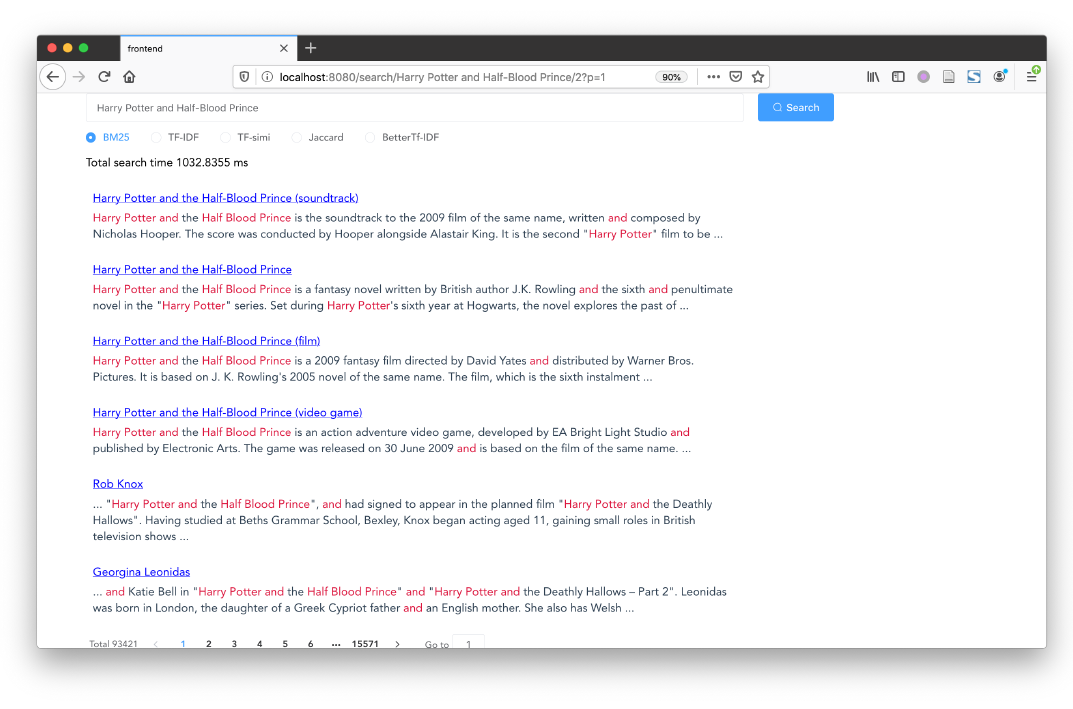 frontend
localhost:8080/search/Harry Potter and Half-Blood Prince/2?p=1 90%
Harry Potter and Half-Blood Prince Search
BM25 TF-IDF TF-simi Jaccard BetterTf-IDF
Total search time 1032.8355 ms
Harry Potter and the Half-Blood Prince (soundtrack)
Harry Potter and the Half Blood Prince is the soundtrack to the 2009 film of the same name, written and composed by
Nicholas Hooper. The score was conducted by Hooper alongside Alastair King. It is the second "Harry Potter" film to be ...
Harry Potter and the Half-Blood Prince
Harry Potter and the Half Blood Prince is a fantasy novel written by British author J.K. Rowling and the sixth and penultimate
novel in the "Harry Potter" series. Set during Harry Potter's sixth year at Hogwarts, the novel explores the past of ...
Harry Potter and the Half-Blood Prince (film)
Harry Potter and the Half Blood Prince is a 2009 fantasy film directed by David Yates and distributed by Warner Bros.
Pictures. It is based on J. K. Rowling's 2005 novel of the same name. The film, which is the sixth instalment ...
Harry Potter and the Half-Blood Prince (video game)
Harry Potter and the Half Blood Prince is an action adventure video game, developed by EA Bright Light Studio and
published by Electronic Arts. The game was released on 30 June 2009 and is based on the film of the same name. ...
Rob Knox
... "Harry Potter and the Half Blood Prince", and had signed to appear in the planned film "Harry Potter and the Deathly
Hallows". Having studied at Beths Grammar School, Bexley, Knox began acting aged 11, gaining small roles in British
television shows ...
Georgina Leonidas
... and Katie Bell in "Harry Potter and the Half Blood Prince" and "Harry Potter and the Deathly Hallows – Part 2". Leonidas
was born in London, the daughter of a Greek Cypriot father and an English mother. She also has Welsh ...
Total 93421 1 2 3 4 5 6 ••• 15571 Go to 1